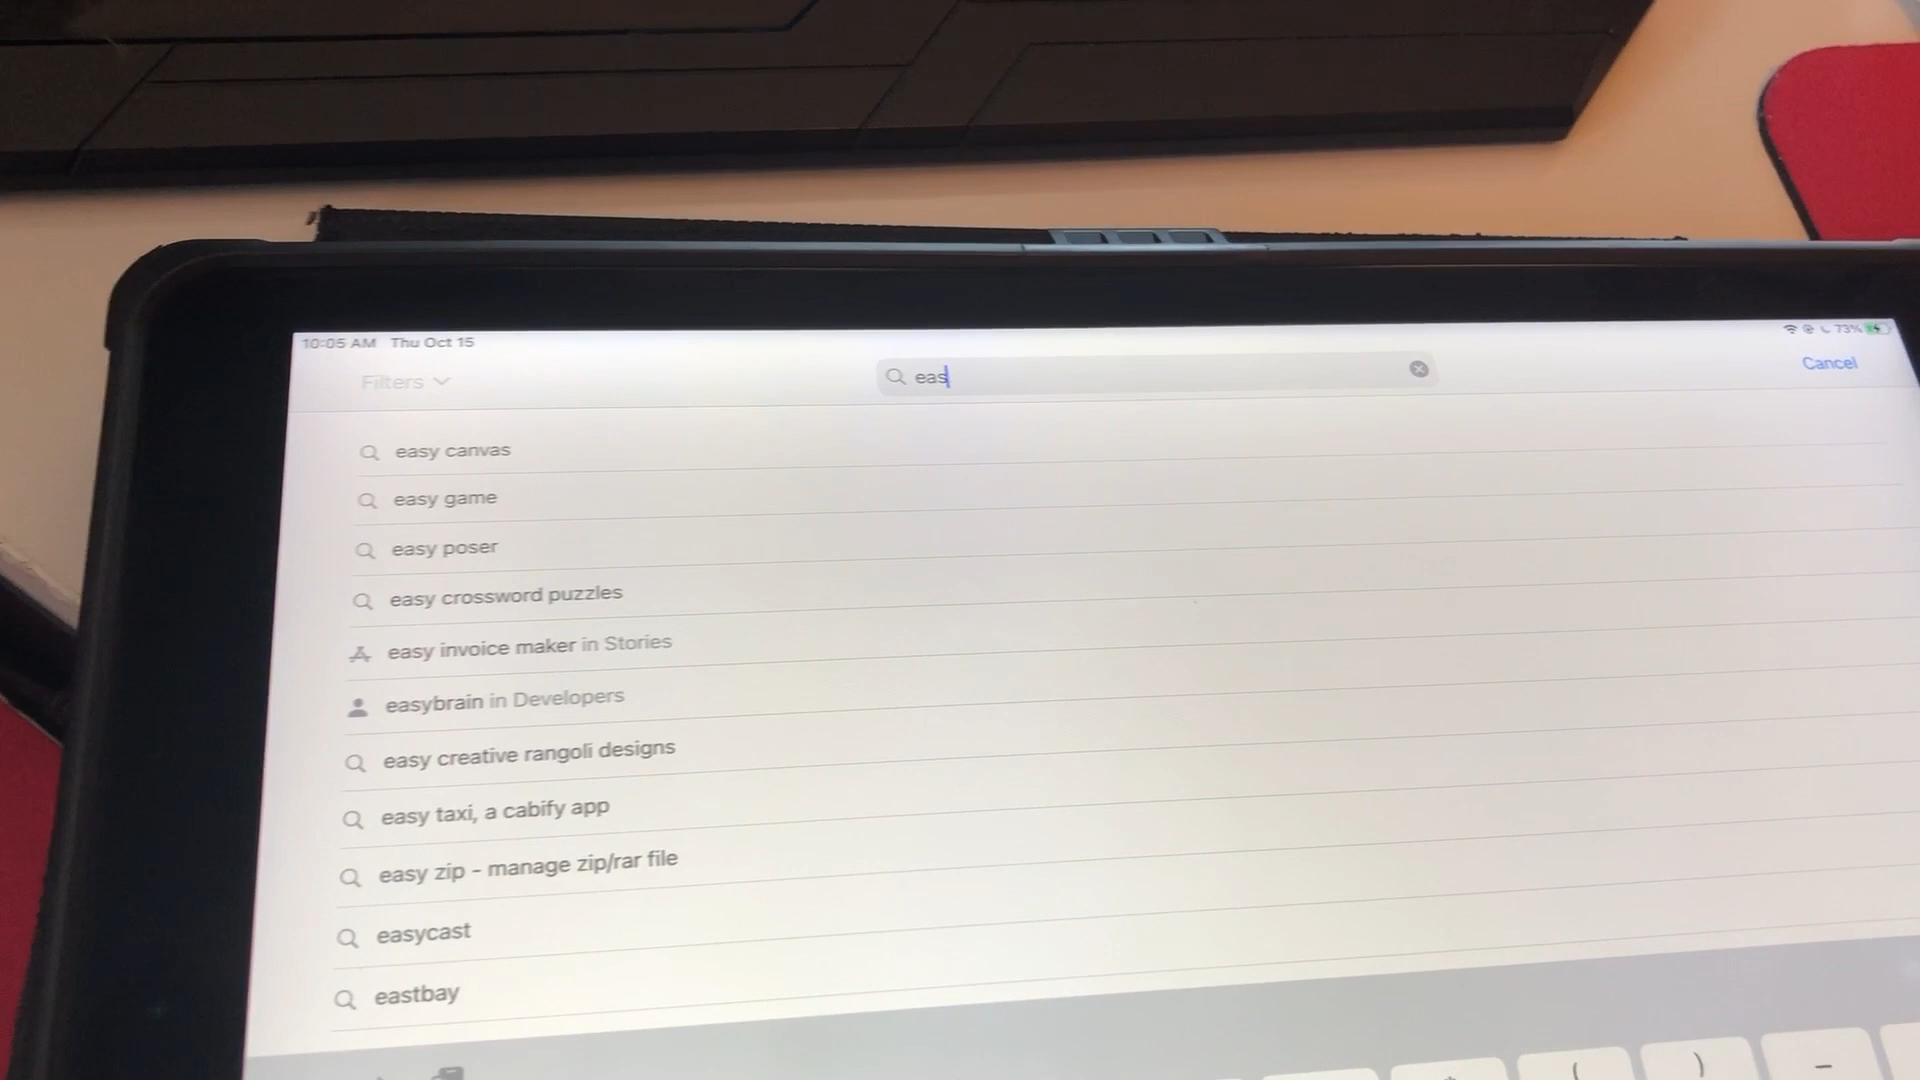 10:05 AM Thu Oct 15
73%
Filters
eas
Cancel
easy canvas
easy game
easy poser
easy crossword puzzles
easy invoice maker in Stories
easybrain in Developers
easy creative rangoli designs
easy taxi, a cabify app
easy zip - manage zip/rar file
easycast
eastbay
( ) –